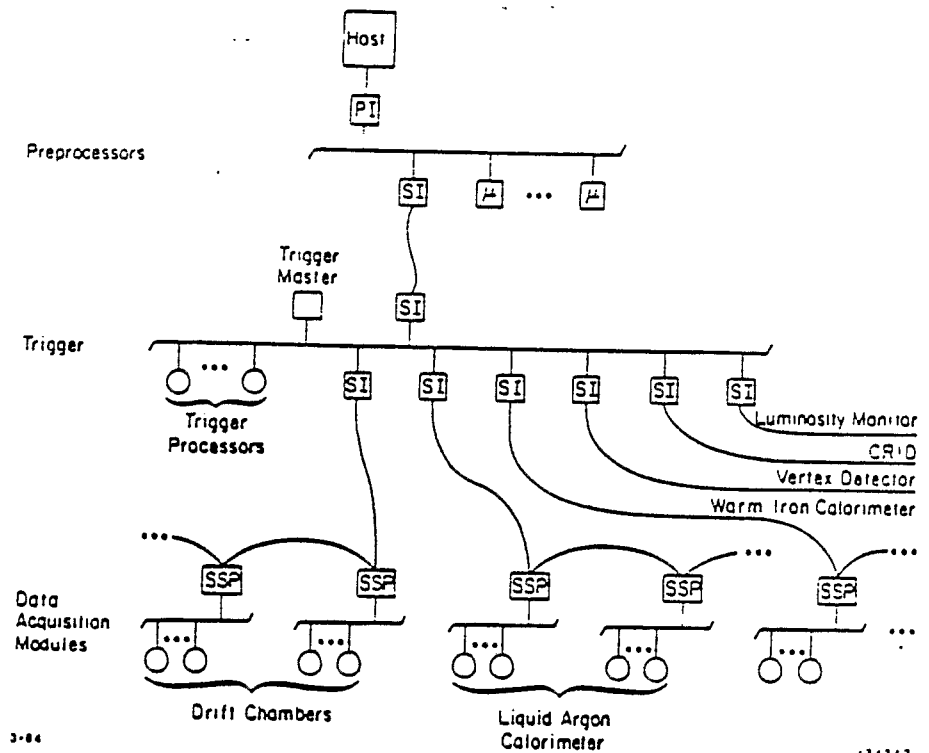 Host
PI
Preprocessors
SI μ ... μ
Trigger
Master
SI
Trigger
SI SI SI SI SI SI
Trigger
Processors
Luminosity Monitor
CRID
Vertex Detector
Warm Iron Calorimeter
SSP SSP SSP SSP SSP
Data
Acquisition
Modules
Drift Chambers
Liquid Argon
Calorimeter
3-84